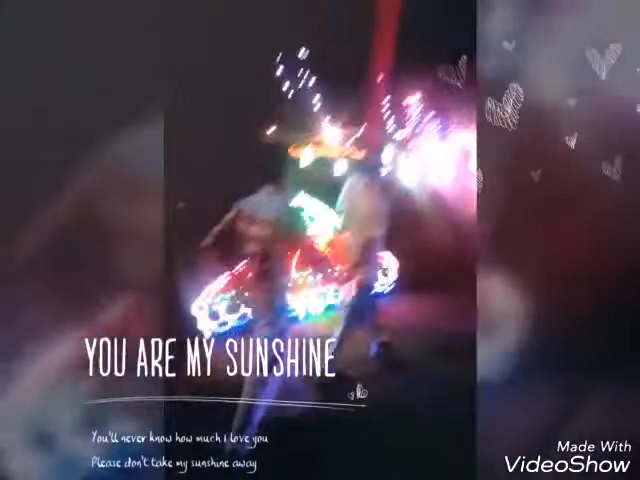 YOU ARE MY SUNSHINE
You'll never know how much I love you
Please don't take my sunshine away
Made With
VideoShow